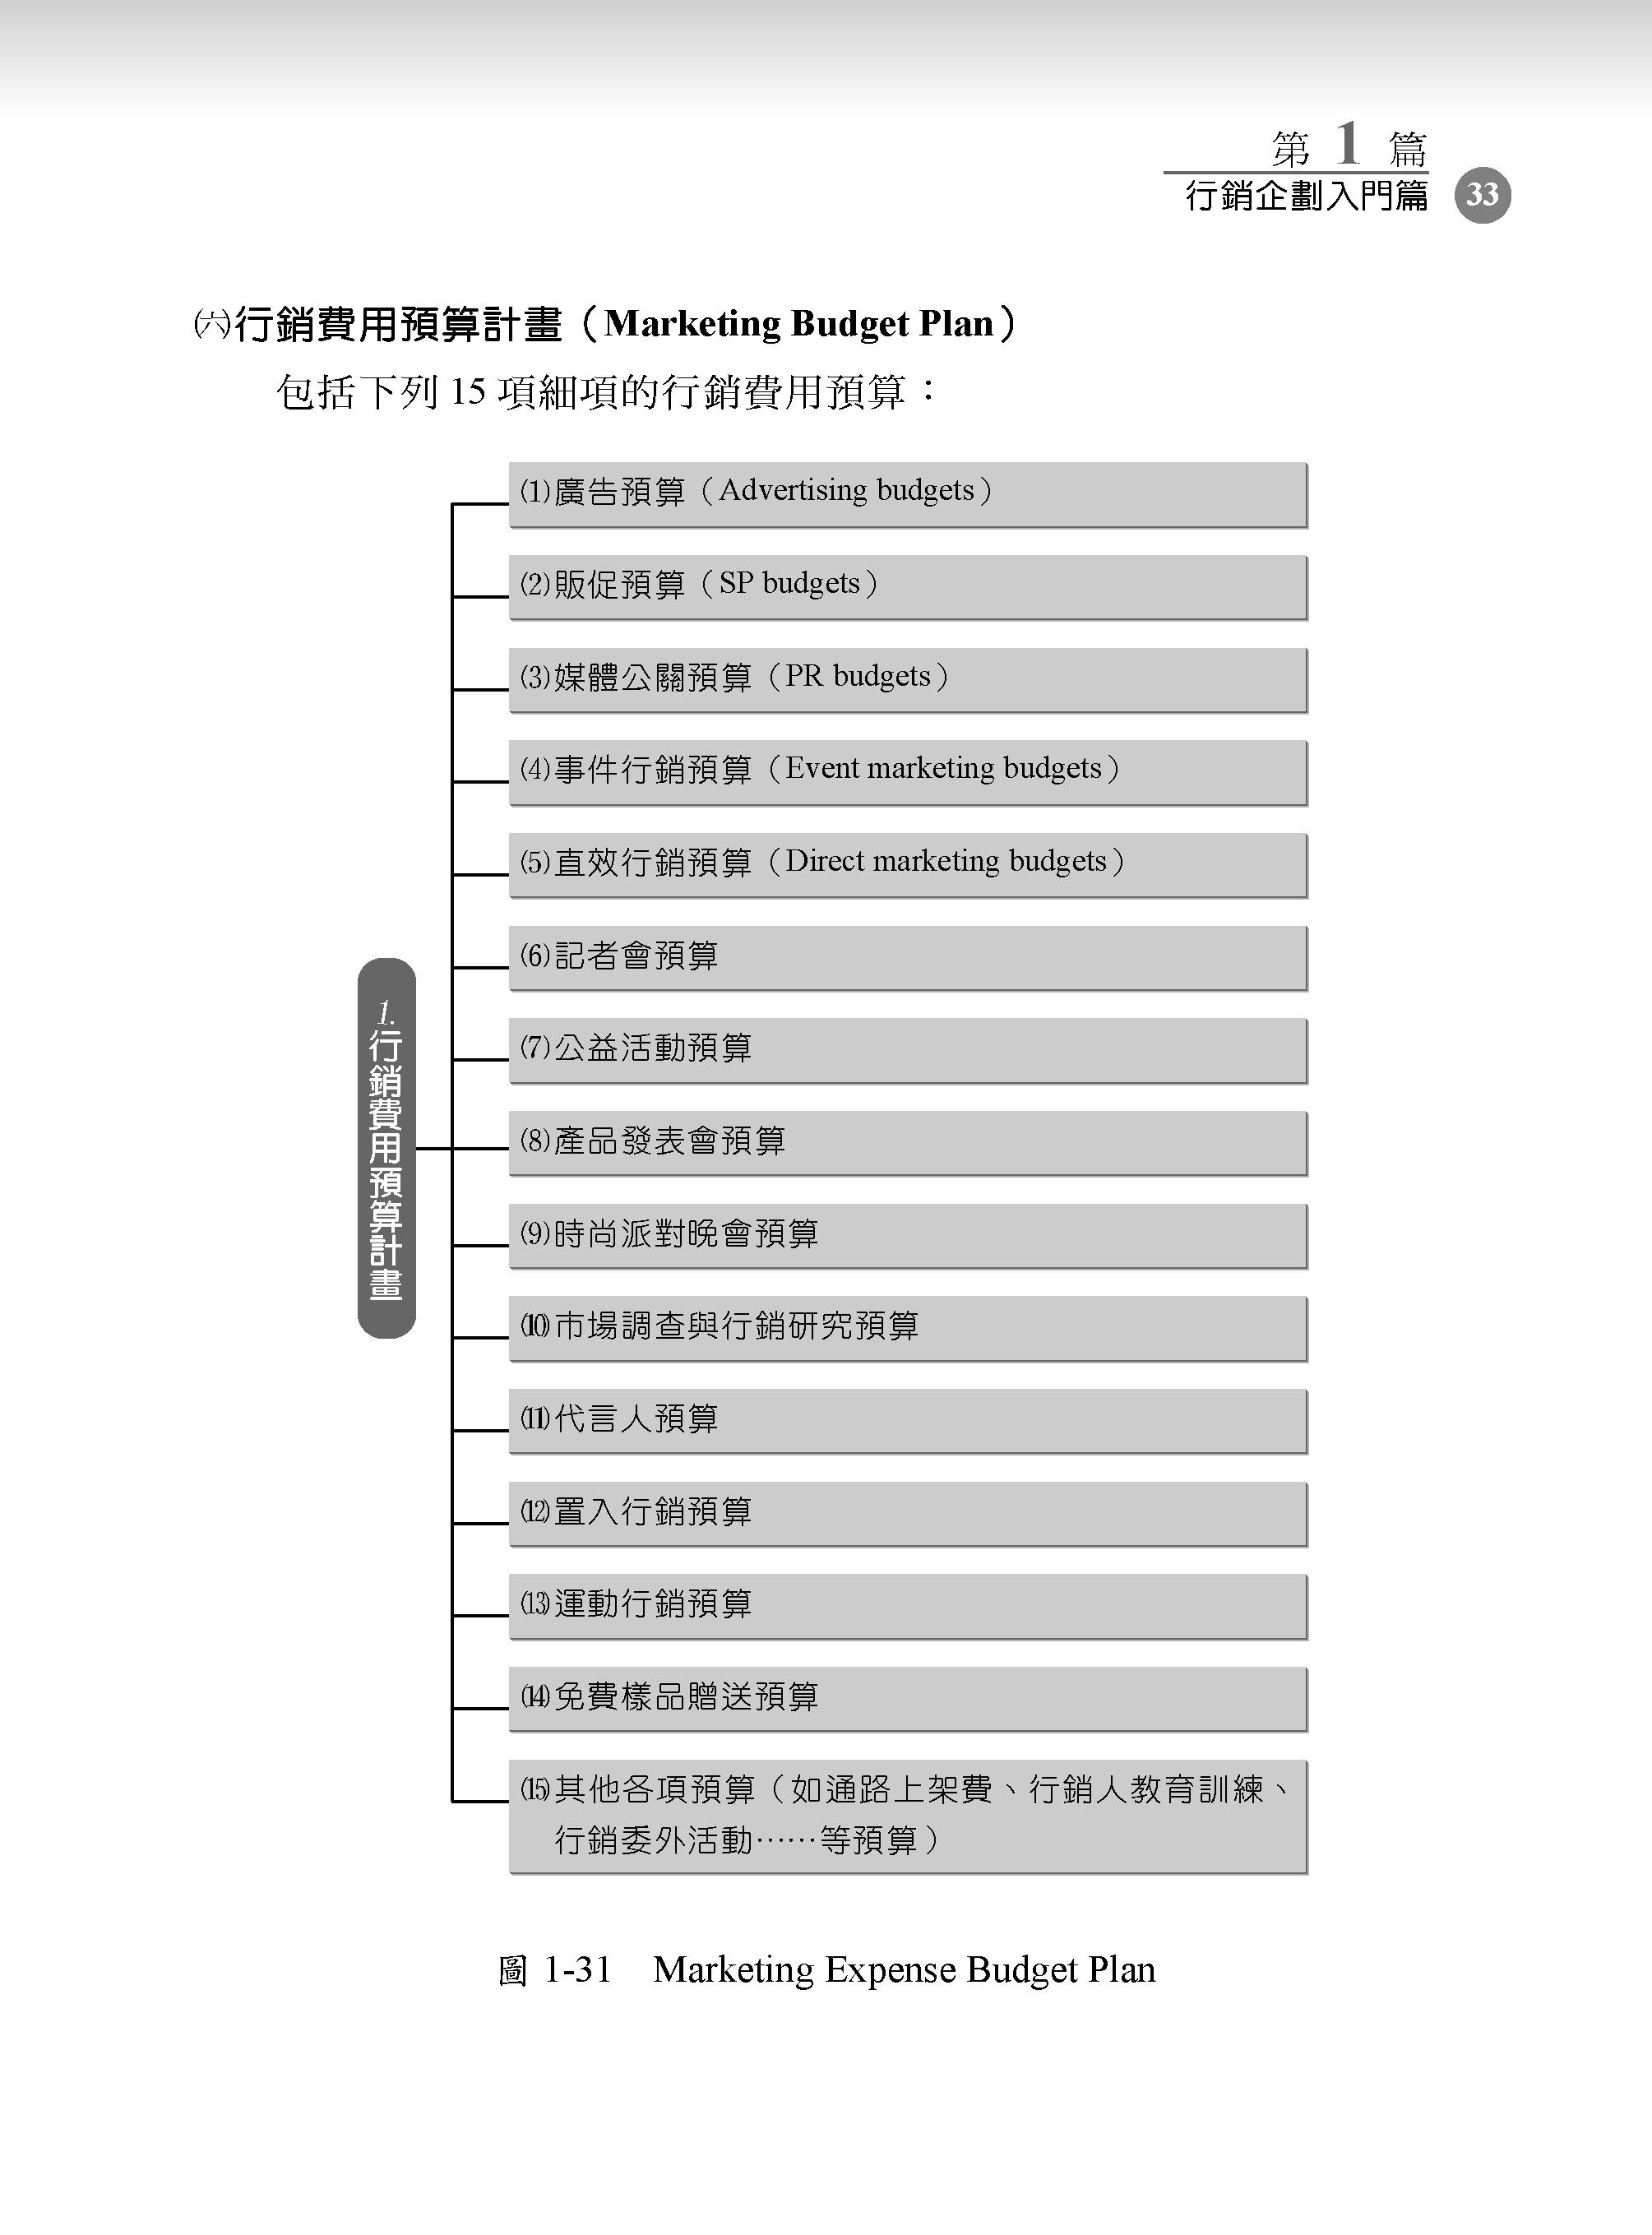 第 1 篇
行銷企劃入門篇 33
㈥行銷費用預算計畫（Marketing Budget Plan）
包括下列 15 項細項的行銷費用預算：
1.行銷費用預算計畫
⑴廣告預算（Advertising budgets）
⑵販促預算（SP budgets）
⑶媒體公關預算（PR budgets）
⑷事件行銷預算（Event marketing budgets）
⑸直效行銷預算（Direct marketing budgets）
⑹記者會預算
⑺公益活動預算
⑻產品發表會預算
⑼時尚派對晚會預算
⑽市場調查與行銷研究預算
⑾代言人預算
⑿置入行銷預算
⒀運動行銷預算
⒁免費樣品贈送預算
⒂其他各項預算（如通路上架費、行銷人教育訓練、
行銷委外活動……等預算）
圖 1-31 Marketing Expense Budget Plan